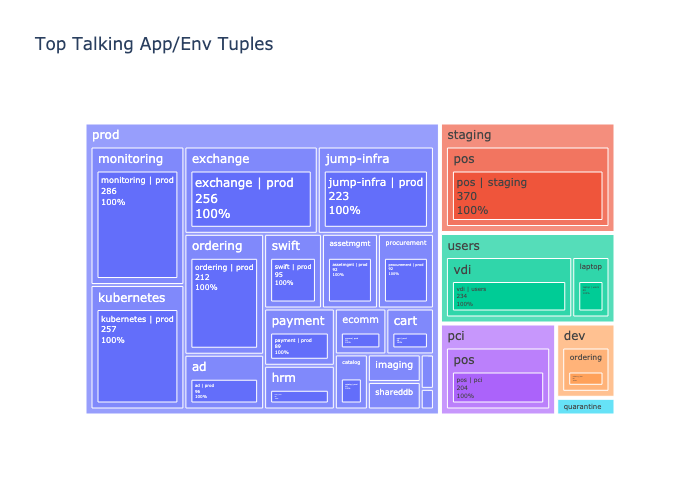 Top Talking App/Env Tuples
prod
monitoring
monitoring | prod
286
100%
kubernetes
kubernetes | prod
257
100%
exchange
exchange | prod
256
100%
jump-infra
jump-infra | prod
223
100%
ordering
ordering | prod
212
100%
ad
ad | prod
96
100%
swift
swift | prod
95
100%
assetmgmt
assetmgmt | prod
100%
procurement
procurement | prod
100%
payment
payment | prod
89
100%
hrm
ecomm
cart
catalog
imaging
shareddb
staging
pos
pos | staging
370
100%
users
vdi
vdi | users
234
100%
laptop
pci
pos
pos | pci
204
100%
dev
ordering
quarantine